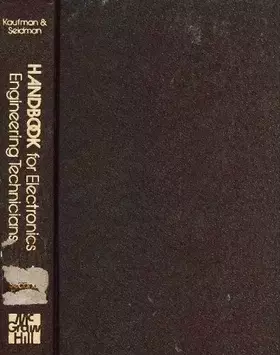 Kaufman &
Seidman
HANDBOOK for Electronics
Engineering Technicians
Mc
Graw
Hill